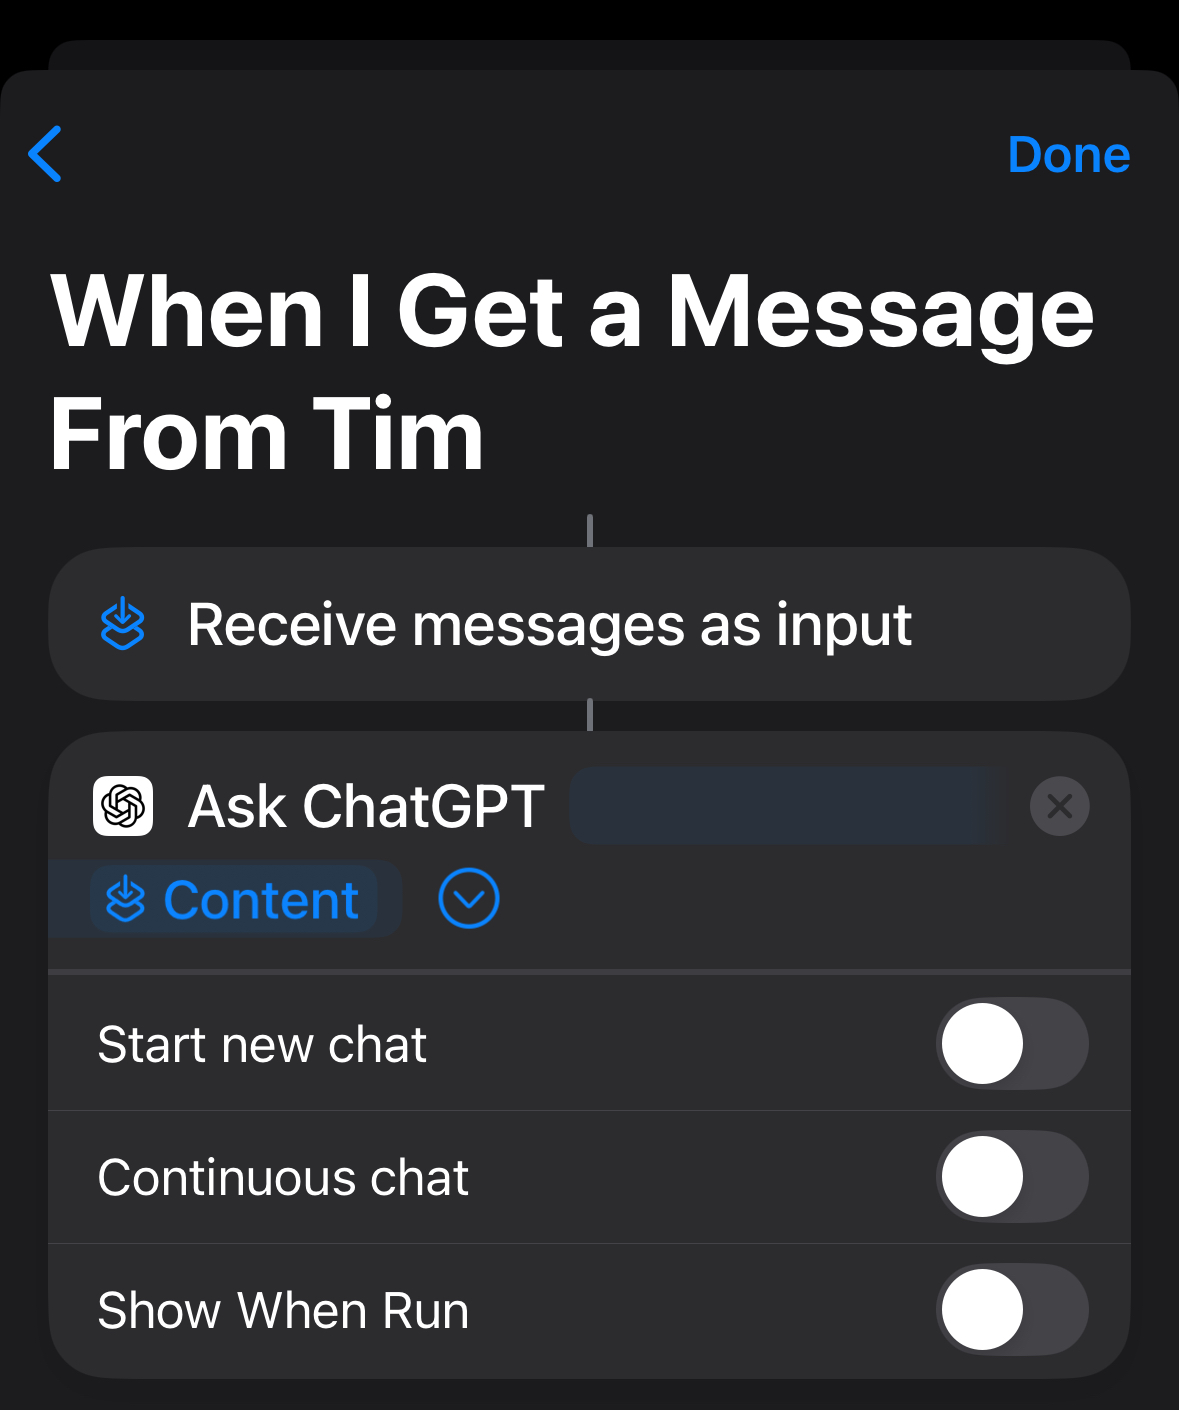 Done
When I Get a Message
From Tim
Receive messages as input
Ask ChatGPT
Content
Start new chat
Continuous chat
Show When Run